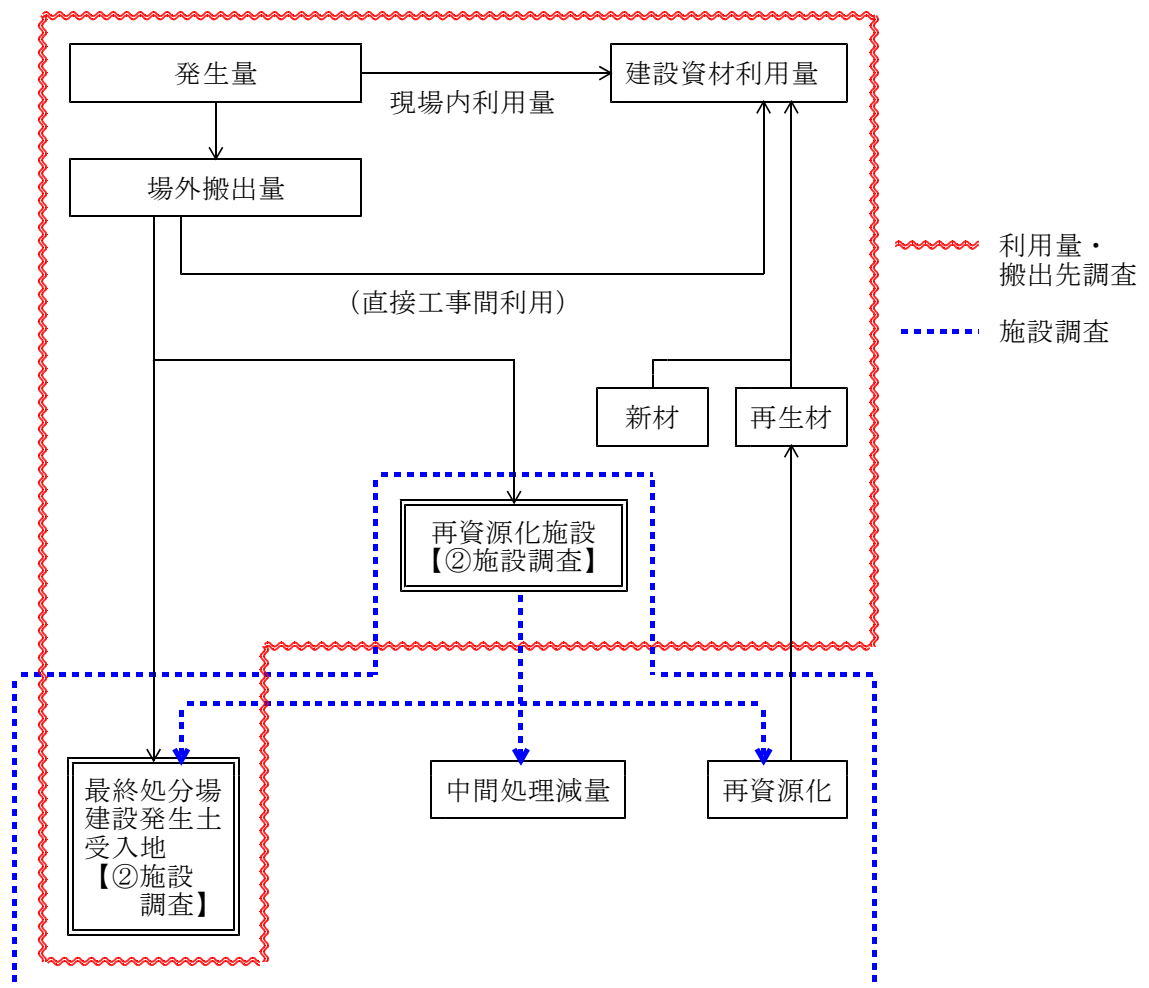 発生量
建設資材利用量
現場内利用量
場外搬出量
利用量・
搬出先調査
（直接工事間利用）
施設調査
新材
再生材
再資源化施設
【②施設調査】
最終処分場
建設発生土
受入地
【②施設
調査】
中間処理減量
再資源化